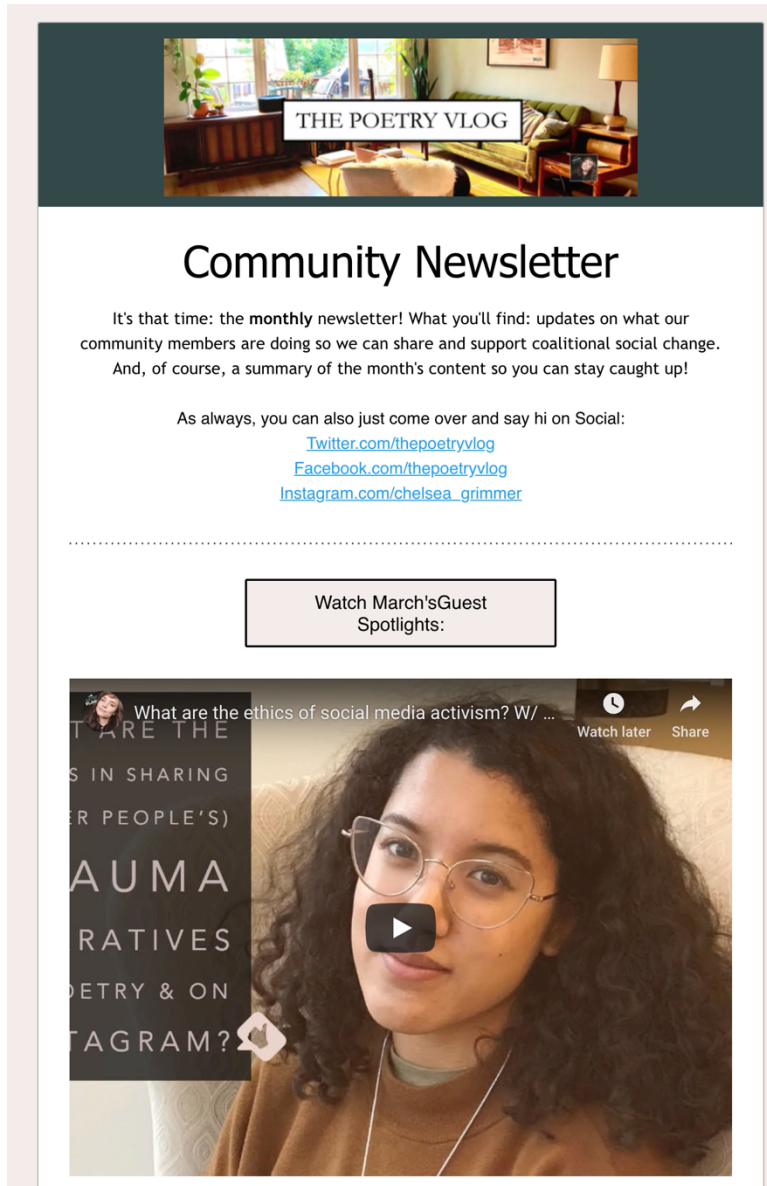 THE POETRY VLOG
Community Newsletter
It's that time: the monthly newsletter! What you'll find: updates on what our
community members are doing so we can share and support coalitional social change.
And, of course, a summary of the month's content so you can stay caught up!
As always, you can also just come over and say hi on Social:
Twitter.com/thepoetryvlog
Facebook.com/thepoetryvlog
Instagram.com/chelsea_grimmer
Watch March'sGuest
Spotlights:
What are the ethics of social media activism? W/ ...
Watch later Share
T ARE THE
S IN SHARING
ER PEOPLE'S)
AUMA
RATIVES
OETRY & ON
TAGRAM?